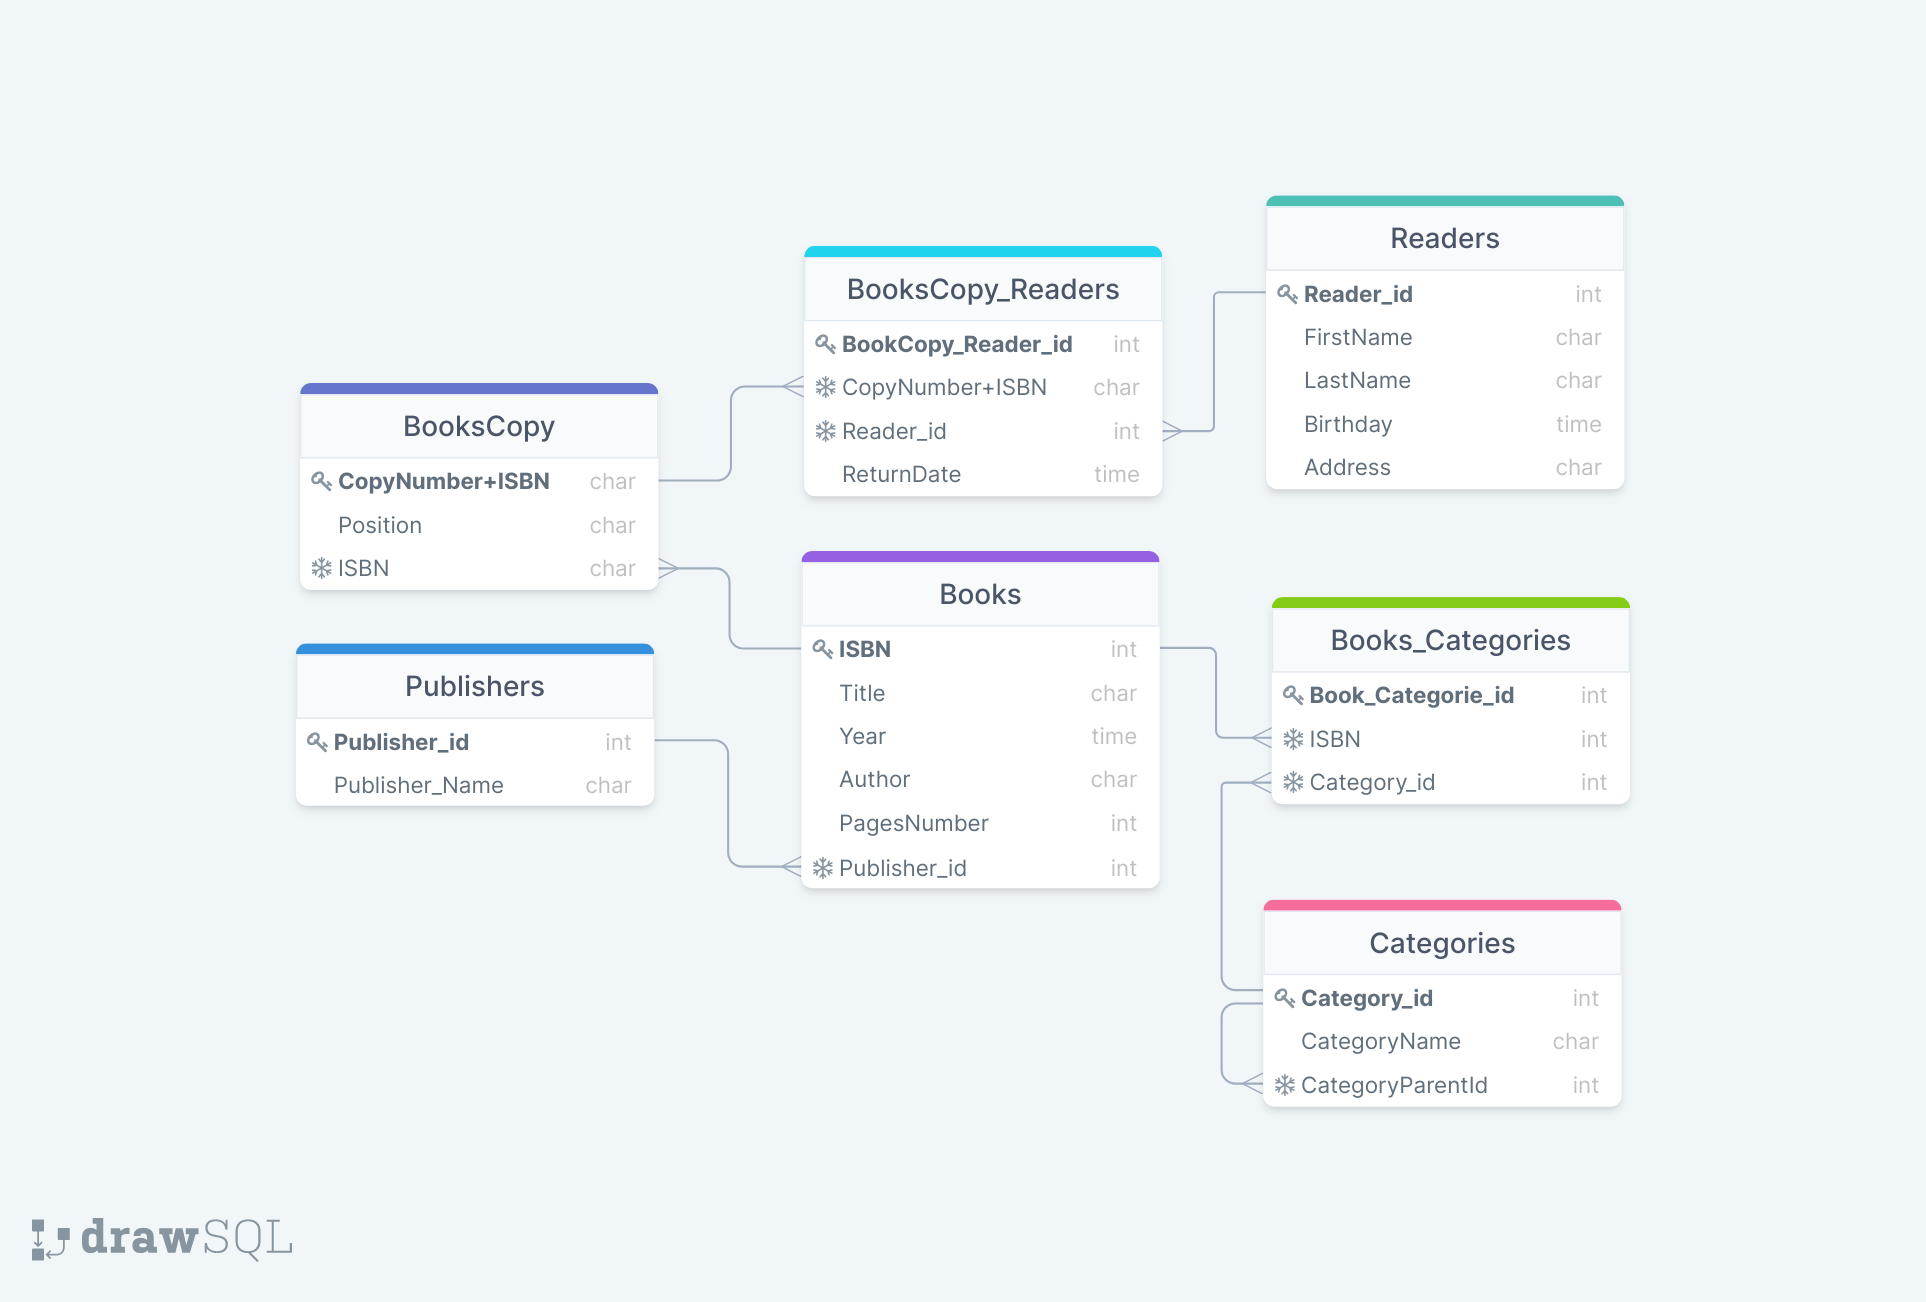 Readers
Reader_id int
FirstName char
LastName char
Birthday time
Address char
BooksCopy_Readers
BookCopy_Reader_id int
CopyNumber+ISBN char
Reader_id int
ReturnDate time
BooksCopy
CopyNumber+ISBN char
Position char
ISBN char
Books
ISBN int
Title char
Year time
Author char
PagesNumber int
Publisher_id int
Books_Categories
Book_Categorie_id int
ISBN int
Category_id int
Publishers
Publisher_id int
Publisher_Name char
Categories
Category_id int
CategoryName char
CategoryParentId int
drawSQL